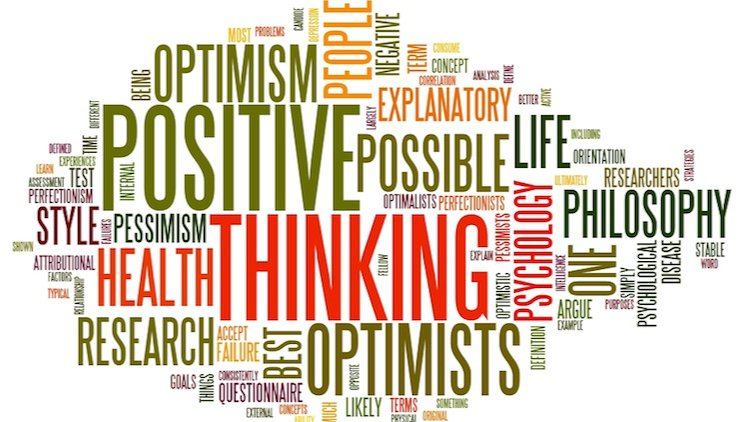 MOST
PROBLEMS
CANDIDE
DEPRESSION
PEOPLE
NEGATIVE
TERM
CONSUME
CONCEPT
CORRELATION
ANALYSIS
DEFINE
BEING
OPTIMISM
EXPLANATORY
BETTER
ACTIVE
DIFFERENT
TIME
POSITIVE
INTERNAL
LARGELY
POSSIBLE
LIFE
INCLUDING
ORIENTATION
STRATEGIES
DEFINED
EXPERIENCES
LEARN
ASSESSMENT
TEST
PERFECTIONISM
OPTIMALISTS
PERFECTIONISTS
ULTIMATELY
RESEARCHERS
STYLE
FAILURES
PESSIMISM
THINKING
PESSIMISTS
PSYCHOLOGY
PHILOSOPHY
SHOWN
ATTRIBUTIONAL
FACTORS
TYPICAL
RELATIONSHIP
HEALTH
FELLOW
EXPLAIN
OPTIMISTIC
INTELLIGENCE
ONE
SIMPLY
PSYCHOLOGICAL
DISEASE
STABLE
WORD
PURPOSES
ARGUE
EXAMPLE
DEFINITION
RESEARCH
ACCEPT
FAILURE
BEST
OPTIMISTS
GOALS
THINGS
CONSISTENTLY
QUESTIONNAIRE
OPPOSITE
EXTERNAL
CONCEPTS
ABILITY
MUCH
LIKELY
TERMS
SOMETHING
PHYSICAL
ORIGINAL